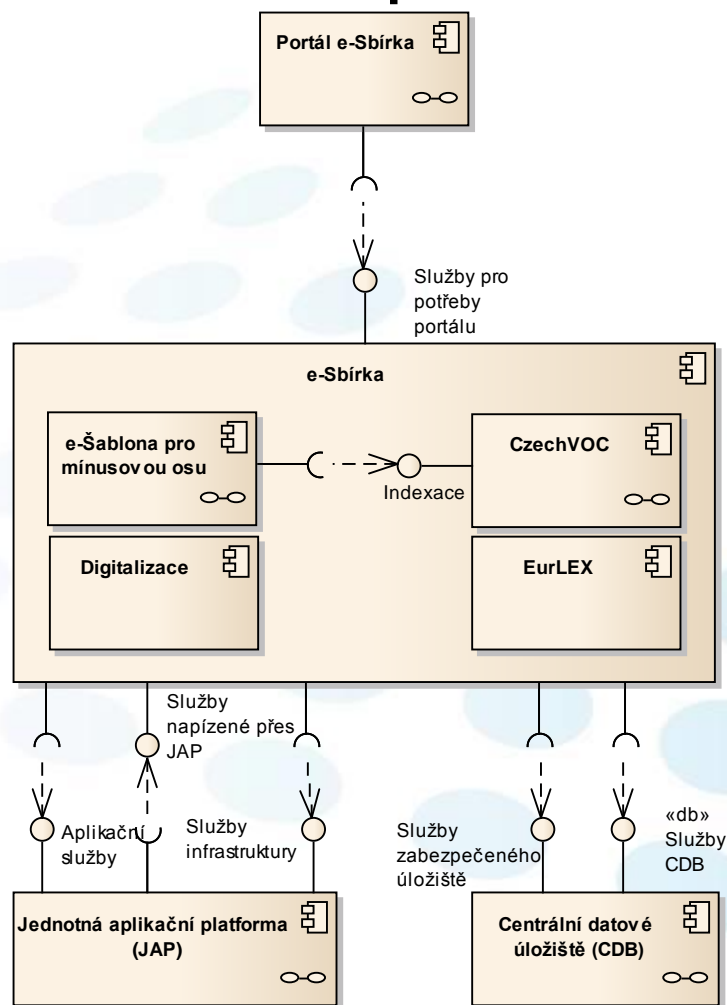 Portál e-Sbírka
Služby pro
potřeby
portálu
e-Sbírka
e-Šablona pro
mínusovou osu
Indexace
CzechVOC
Digitalizace
EurLEX
Služby
napízené přes
JAP
Aplikační
služby
Služby
infrastruktury
Služby
zabezpečeného
úložiště
«db»
Služby
CDB
Jednotná aplikační platforma
(JAP)
Centrální datové
úložiště (CDB)